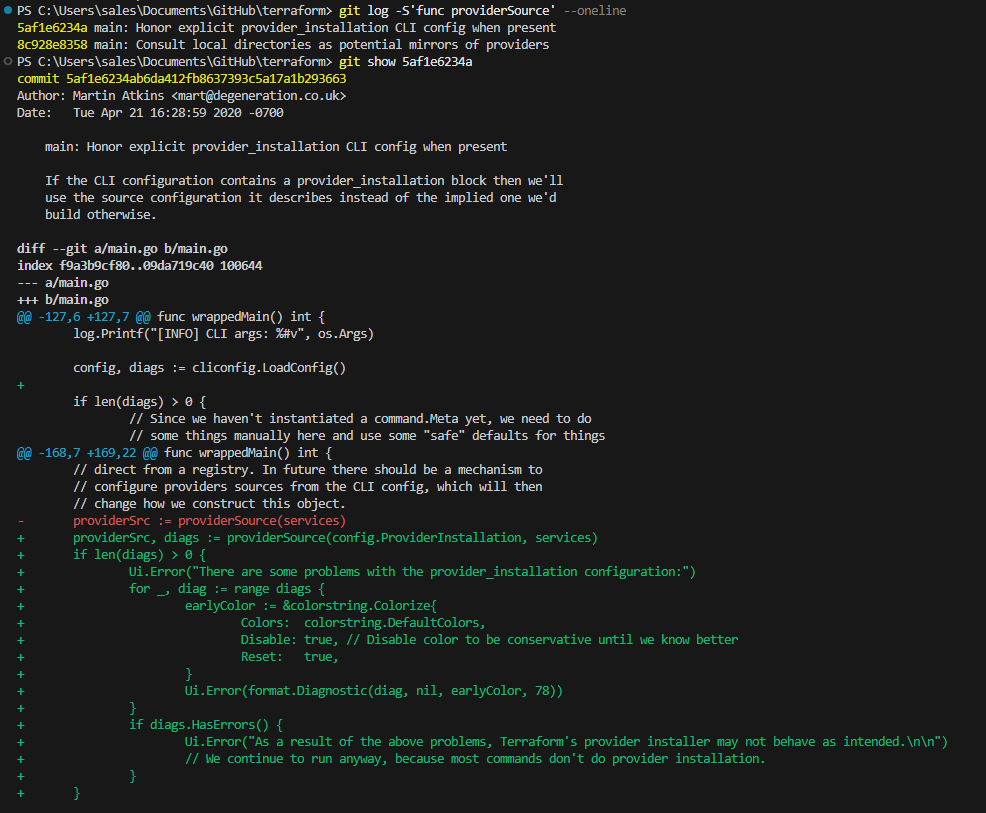 PS C:\Users\sales\Documents\GitHub\terraform> git log -S'func providerSource' --oneline
5af1e6234a main: Honor explicit provider_installation CLI config when present
8c928e8358 main: Consult local directories as potential mirrors of providers
PS C:\Users\sales\Documents\GitHub\terraform> git show 5af1e6234a
commit 5af1e6234ab6da412fb8637393c5a17a1b293663
Author: Martin Atkins <mart@degeneration.co.uk>
Date:   Tue Apr 21 16:28:59 2020 -0700

    main: Honor explicit provider_installation CLI config when present

    If the CLI configuration contains a provider_installation block then we'll
    use the source configuration it describes instead of the implied one we'd
    build otherwise.

diff --git a/main.go b/main.go
index f9a3b9cf80..09da719c40 100644
--- a/main.go
+++ b/main.go
@@ -127,6 +127,7 @@ func wrappedMain() int {
        log.Printf("[INFO] CLI args: %#v", os.Args)

        config, diags := cliconfig.LoadConfig()
+
        if len(diags) > 0 {
                // Since we haven't instantiated a command.Meta yet, we need to do
                // some things manually here and use some "safe" defaults for things
@@ -168,7 +169,22 @@ func wrappedMain() int {
        // direct from a registry. In future there should be a mechanism to
        // configure providers sources from the CLI config, which will then
        // change how we construct this object.
-       providerSrc := providerSource(services)
+       providerSrc, diags := providerSource(config.ProviderInstallation, services)
+       if len(diags) > 0 {
+               Ui.Error("There are some problems with the provider_installation configuration:")
+               for _, diag := range diags {
+                       earlyColor := &colorstring.Colorize{
+                               Colors:  colorstring.DefaultColors,
+                               Disable: true, // Disable color to be conservative until we know better
+                               Reset:   true,
+                       }
+                       Ui.Error(format.Diagnostic(diag, nil, earlyColor, 78))
+               }
+               if diags.HasErrors() {
+                       Ui.Error("As a result of the above problems, Terraform's provider installer may not behave as intended.\n\n")
+                       // We continue to run anyway, because most commands don't do provider installation.
+               }
+       }